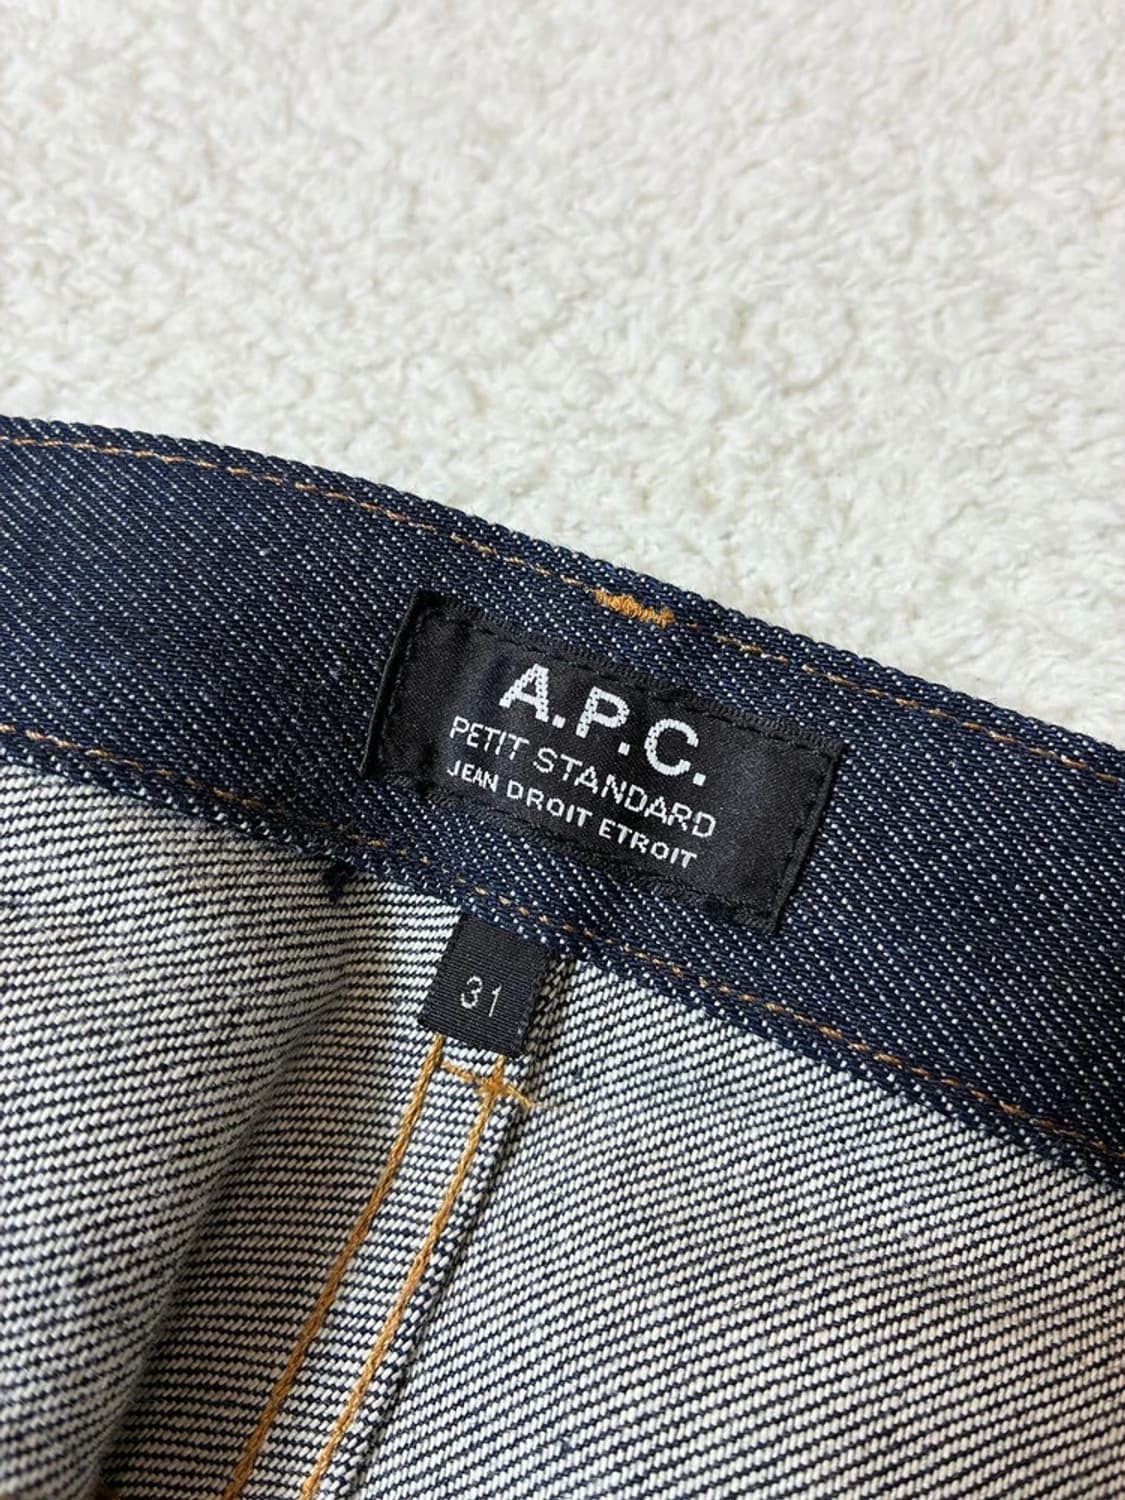 A.P.C.
PETIT STANDARD
JEAN DROIT ETROIT
31